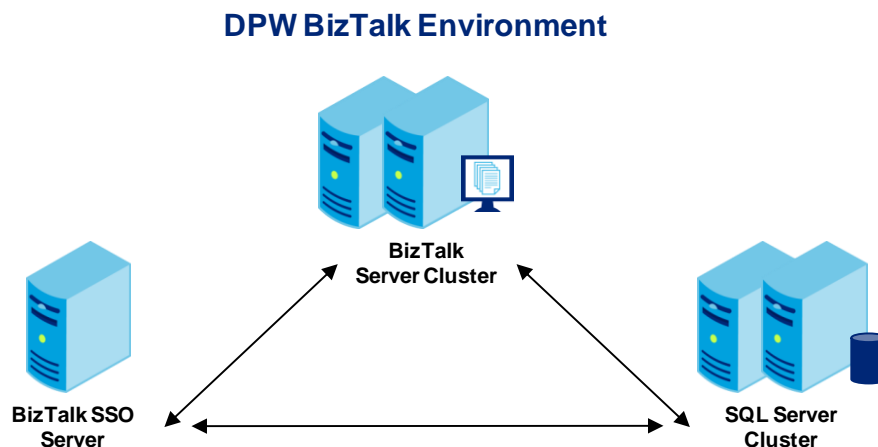 DPW BizTalk Environment
BizTalk
Server Cluster
BizTalk SSO
Server
SQL Server
Cluster